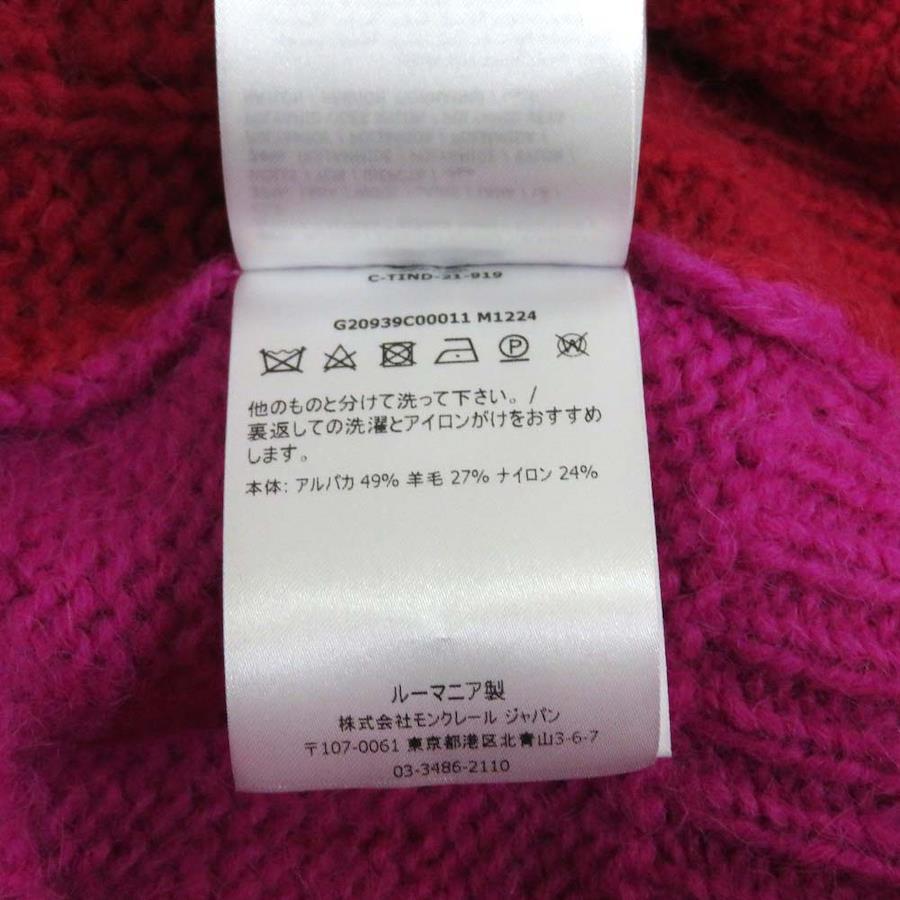 C-TIND-21-919
G20939C00011 M1224
他のものと分けて洗って下さい。/
裏返しての洗濯とアイロンがけをおすすめ
します。
本体: アルパカ 49% 羊毛 27% ナイロン 24%
ルーマニア製
株式会社モンクレール ジャパン
〒107-0061 東京都港区北青山3-6-7
03-3486-2110